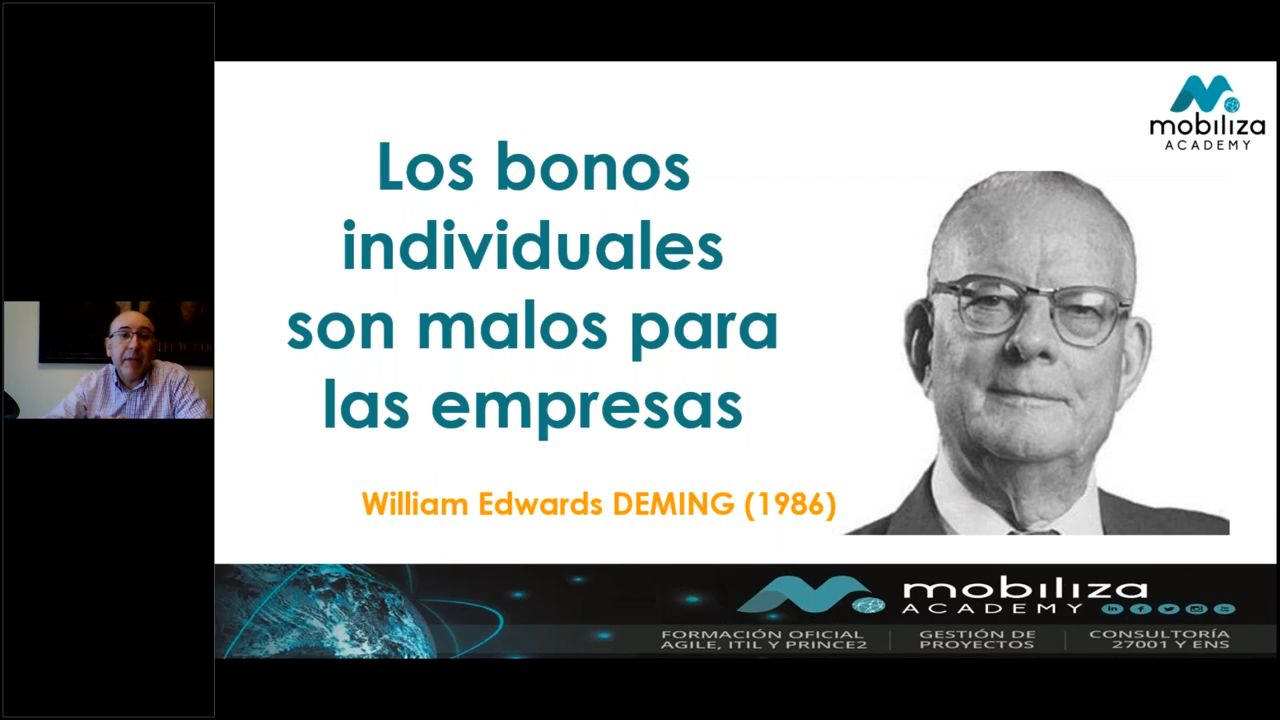 mobiliza
ACADEMY
Los bonos
individuales
son malos para
las empresas
William Edwards DEMING (1986)
mobiliza
ACADEMY
FORMACIÓN OFICIAL
AGILE, ITIL Y PRINCE2
GESTIÓN DE
PROYECTOS
CONSULTORÍA
27001 Y ENS